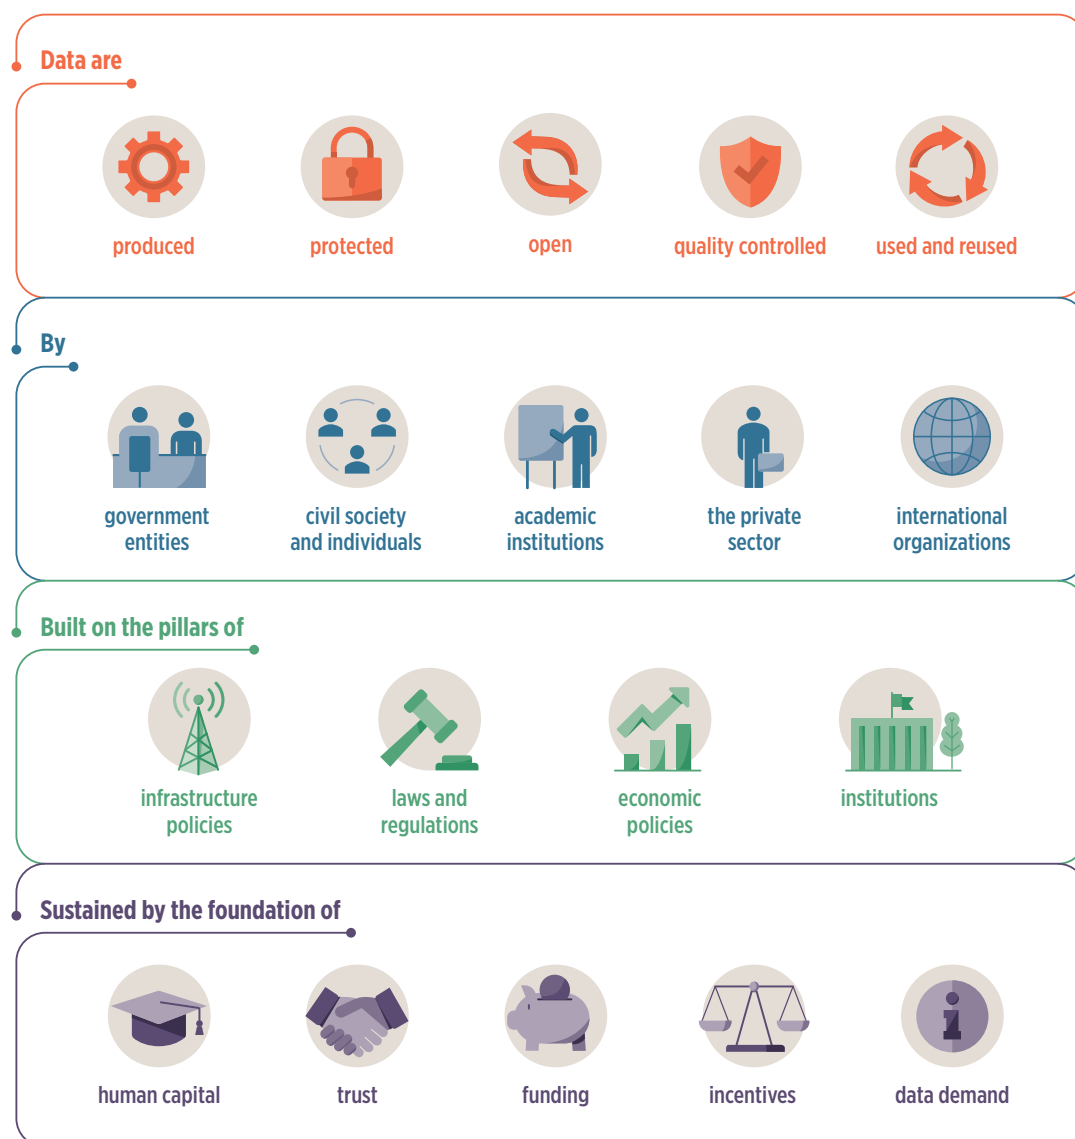 Data are
produced
protected
open
quality controlled
used and reused
By
government
entities
civil society
and individuals
academic
institutions
the private
sector
international
organizations
Built on the pillars of
infrastructure
policies
laws and
regulations
economic
policies
institutions
Sustained by the foundation of
human capital
trust
funding
incentives
data demand